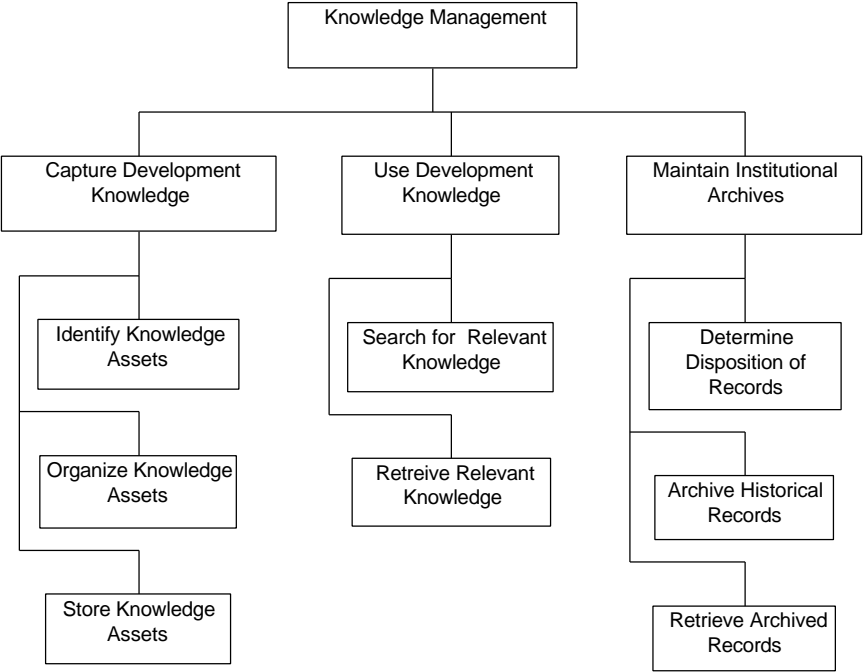 Knowledge Management
Capture Development
Knowledge
Use Development
Knowledge
Maintain Institutional
Archives
Identify Knowledge
Assets
Search for  Relevant
Knowledge
Determine
Disposition of
Records
Organize Knowledge
Assets
Retreive Relevant
Knowledge
Archive Historical
Records
Store Knowledge
Assets
Retrieve Archived
Records